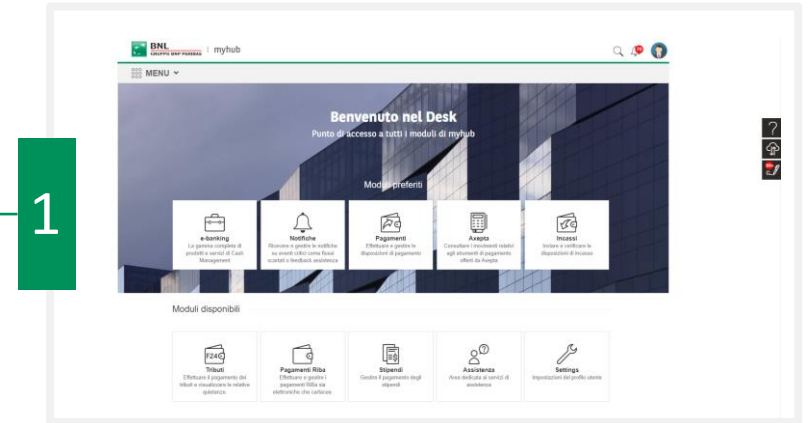 BNL
GRUPPO BNP PARIBAS
myhub
MENU
1
Benvenuto nel Desk
Punto di accesso a tutti i moduli di myhub
Moduli preferiti
e-banking
La gamma completa di
prodotti e servizi di Cash
Management
Notifiche
Ricevere e gestire le notifiche
su eventi critici come flussi
scartati o feedback assistenza
Pagamenti
Effettuare e gestire le
disposizioni di pagamento
Axepta
Consultare i movimenti relativi
agli strumenti di pagamento
offerti da Axepta
Incassi
Inviare e verificare le
disposizioni di incasso
Moduli disponibili
F24
Tributi
Effettuare il pagamento dei
tributi e visualizzare le relative
quietanze
Pagamenti Riba
Effettuare e gestire i
pagamenti RiBa sia
elettroniche che cartacee
Stipendi
Gestire il pagamento degli
stipendi
Assistenza
Area dedicata ai servizi di
assistenza
Settings
Impostazioni del profilo utente